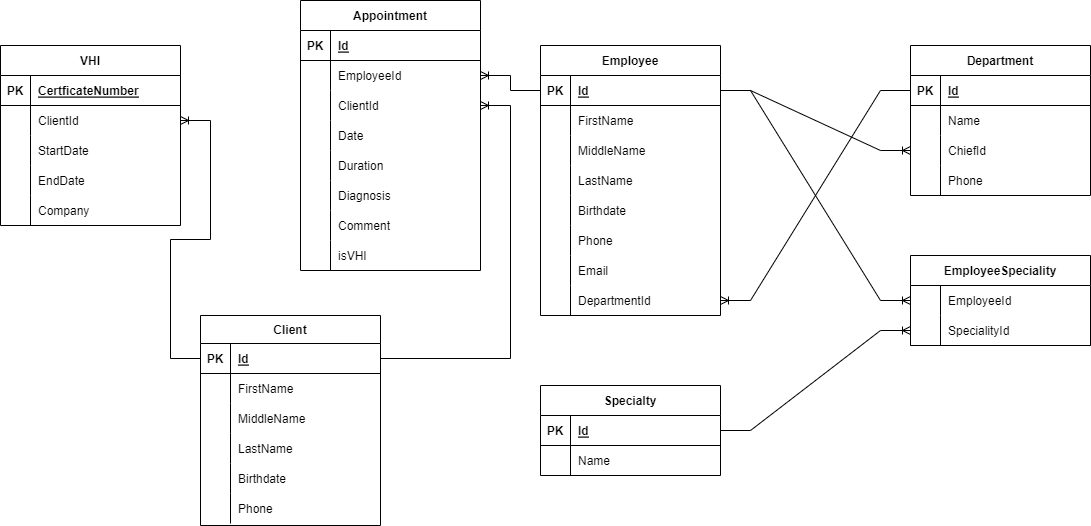 Appointment
PK Id
EmployeeId
ClientId
Date
Duration
Diagnosis
Comment
isVHI
VHI
PK CertficateNumber
ClientId
StartDate
EndDate
Company
Employee
PK Id
FirstName
MiddleName
LastName
Birthdate
Phone
Email
DepartmentId
Department
PK Id
Name
ChiefId
Phone
EmployeeSpeciality
EmployeeId
SpecialityId
Client
PK Id
FirstName
MiddleName
LastName
Birthdate
Phone
Specialty
PK Id
Name